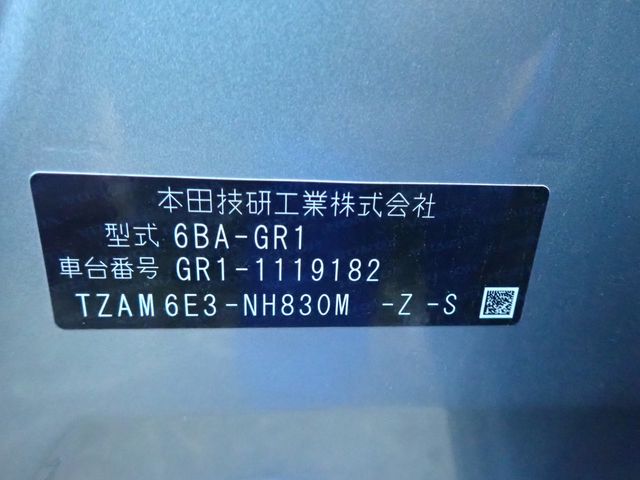 本田技研工業株式会社
型式 6BA-GR1
車台番号 GR1-1119182
TZAM6E3-NH830M -Z-S